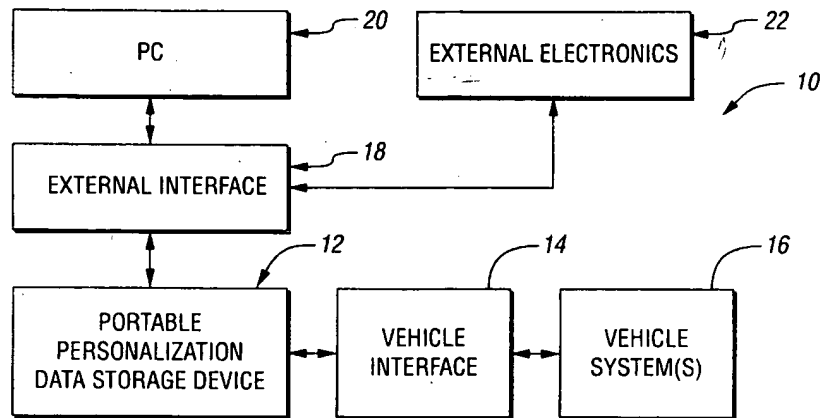 PC
20
EXTERNAL ELECTRONICS
22
10
EXTERNAL INTERFACE
18
PORTABLE
PERSONALIZATION
DATA STORAGE DEVICE
12
VEHICLE
INTERFACE
14
VEHICLE
SYSTEM(S)
16